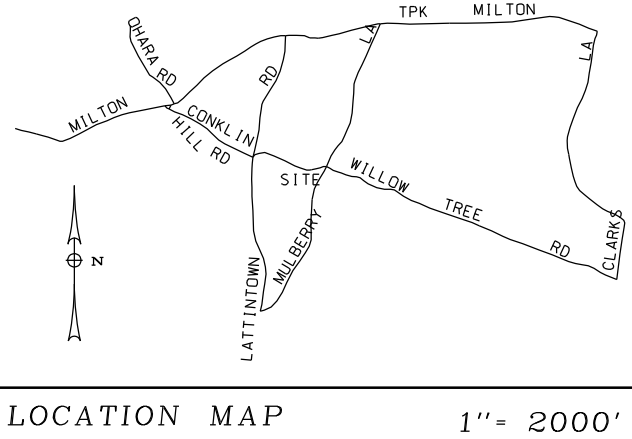 TPK MILTON
OHARA RD
LA
LA
RD
MILTON
CONKLIN
HILL RD
SITE
WILLOW TREE RD
MULBERRY
CLARKS
N
LATTINTOWN
LOCATION MAP 1"= 2000'